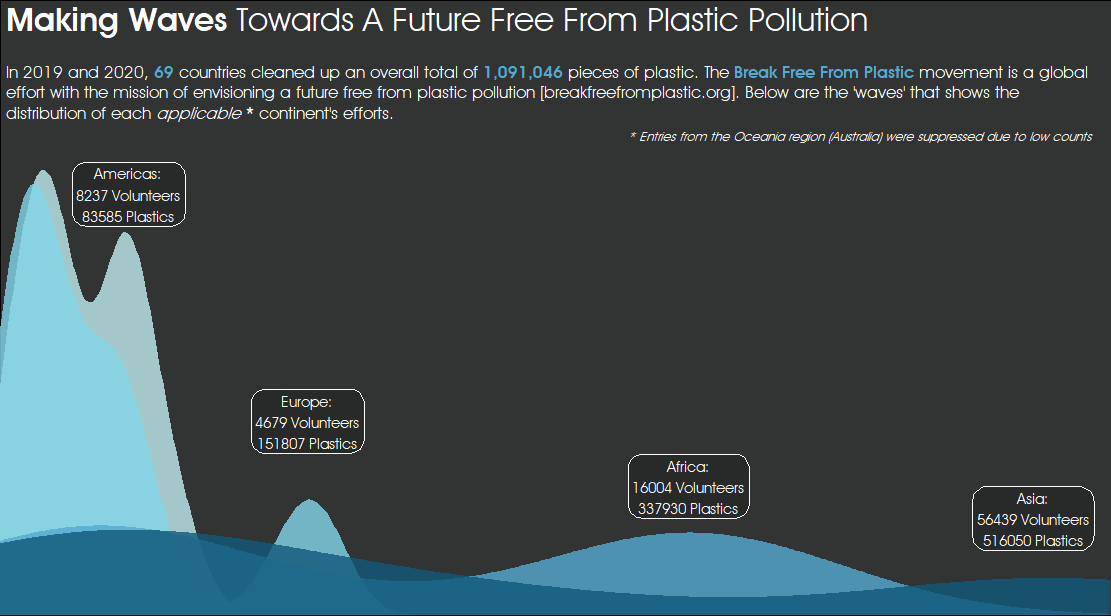 Making Waves Towards A Future Free From Plastic Pollution
In 2019 and 2020, 69 countries cleaned up an overall total of 1,091,046 pieces of plastic. The Break Free From Plastic movement is a global
effort with the mission of envisioning a future free from plastic pollution [breakfreefromplastic.org]. Below are the 'waves' that shows the
distribution of each applicable * continent's efforts.
* Entries from the Oceania region (Australia) were suppressed due to low counts
Americas:
8237 Volunteers
83585 Plastics
Europe:
4679 Volunteers
151807 Plastics
Africa:
16004 Volunteers
337930 Plastics
Asia:
56439 Volunteers
516050 Plastics